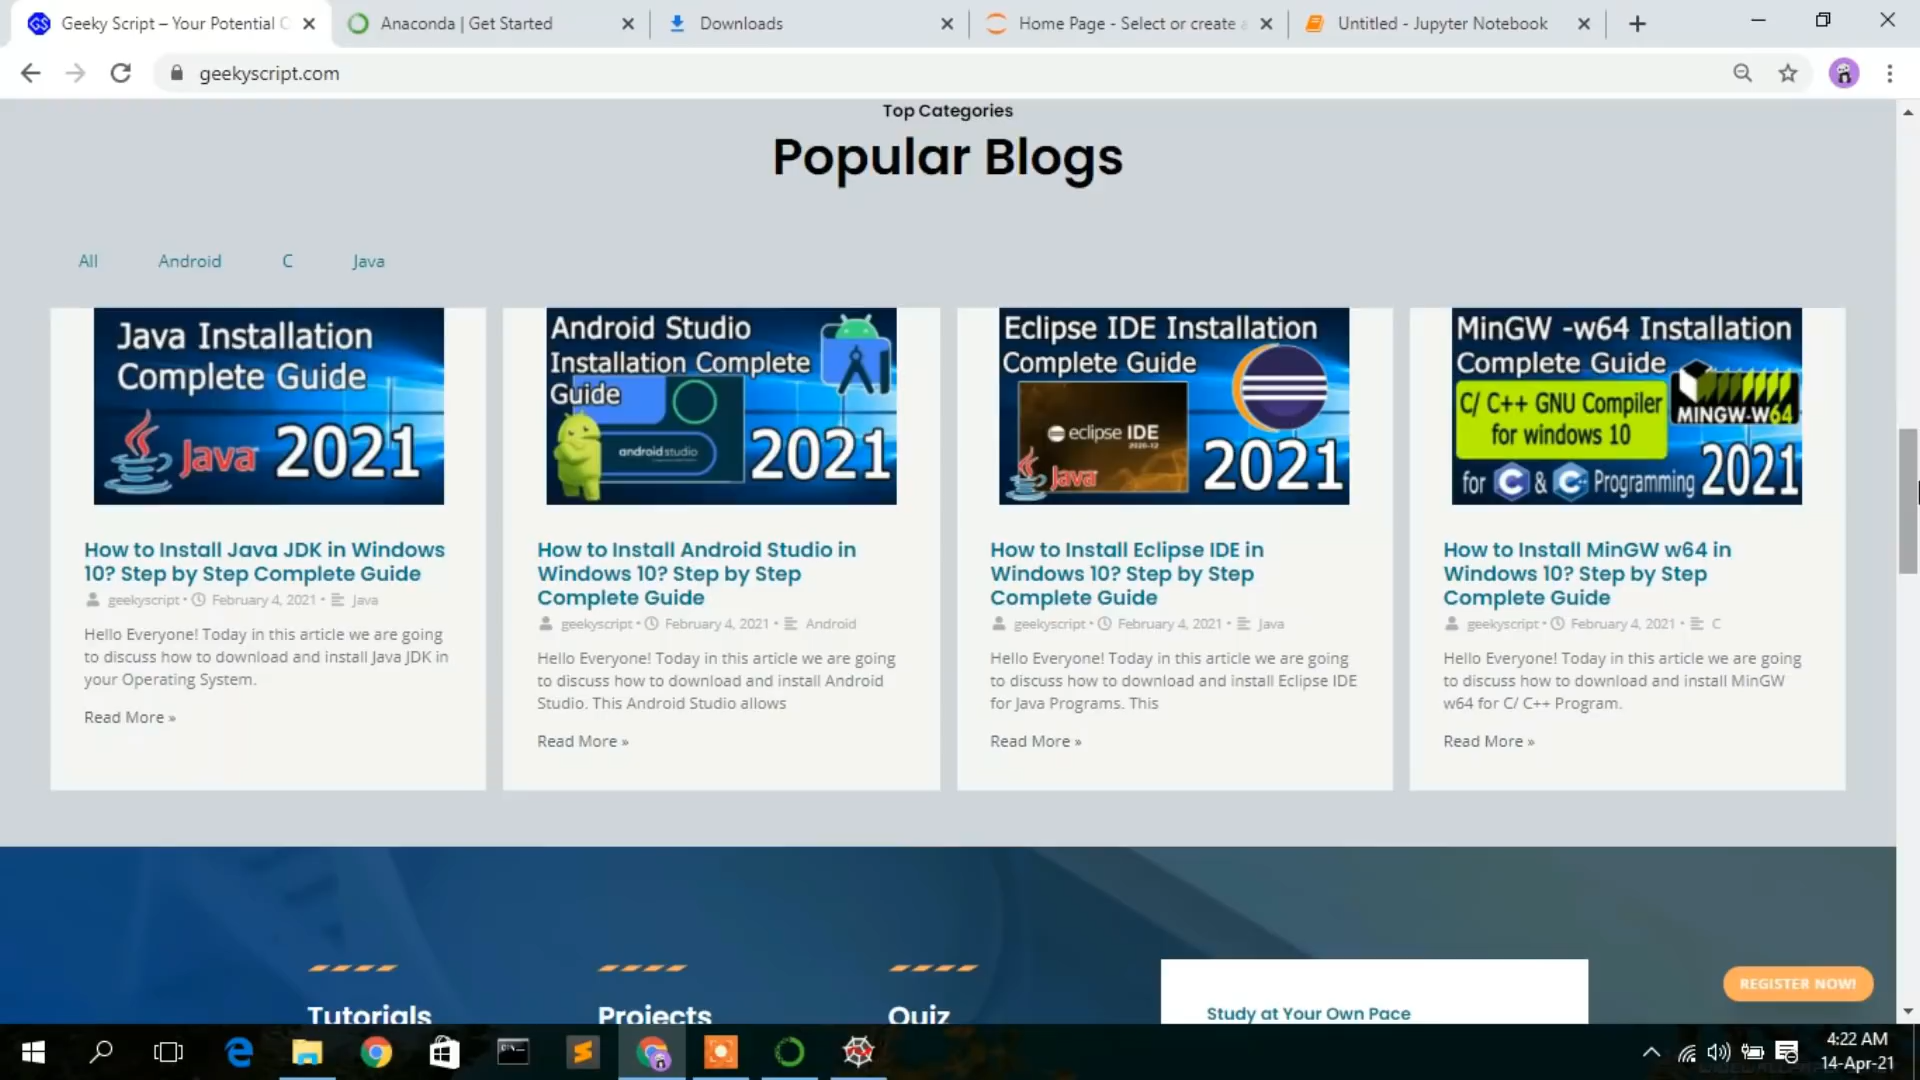 Geeky Script – Your Potential
Anaconda | Get Started
Downloads
Home Page - Select or create
Untitled - Jupyter Notebook
geekyscript.com
Top Categories
Popular Blogs
All Android C Java
Java Installation
Complete Guide
Java 2021
Android Studio
Installation Complete
Guide
androidstudio
2021
Eclipse IDE Installation
Complete Guide
eclipse IDE
2020-12
Java
2021
MinGW -w64 Installation
Complete Guide
C/ C++ GNU Compiler
for windows 10
MINGW-W64
for C & C++ Programming 2021
How to Install Java JDK in Windows
10? Step by Step Complete Guide
geekyscript • February 4, 2021 • Java
Hello Everyone! Today in this article we are going
to discuss how to download and install Java JDK in
your Operating System.
Read More »
How to Install Android Studio in
Windows 10? Step by Step
Complete Guide
geekyscript • February 4, 2021 • Android
Hello Everyone! Today in this article we are going
to discuss how to download and install Android
Studio. This Android Studio allows
Read More »
How to Install Eclipse IDE in
Windows 10? Step by Step
Complete Guide
geekyscript • February 4, 2021 • Java
Hello Everyone! Today in this article we are going
to discuss how to download and install Eclipse IDE
for Java Programs. This
Read More »
How to Install MinGW w64 in
Windows 10? Step by Step
Complete Guide
geekyscript • February 4, 2021 • C
Hello Everyone! Today in this article we are going
to discuss how to download and install MinGW
w64 for C/ C++ Program.
Read More »
Tutorials
Projects
Quiz
Study at Your Own Pace
REGISTER NOW!
4:22 AM
14-Apr-21